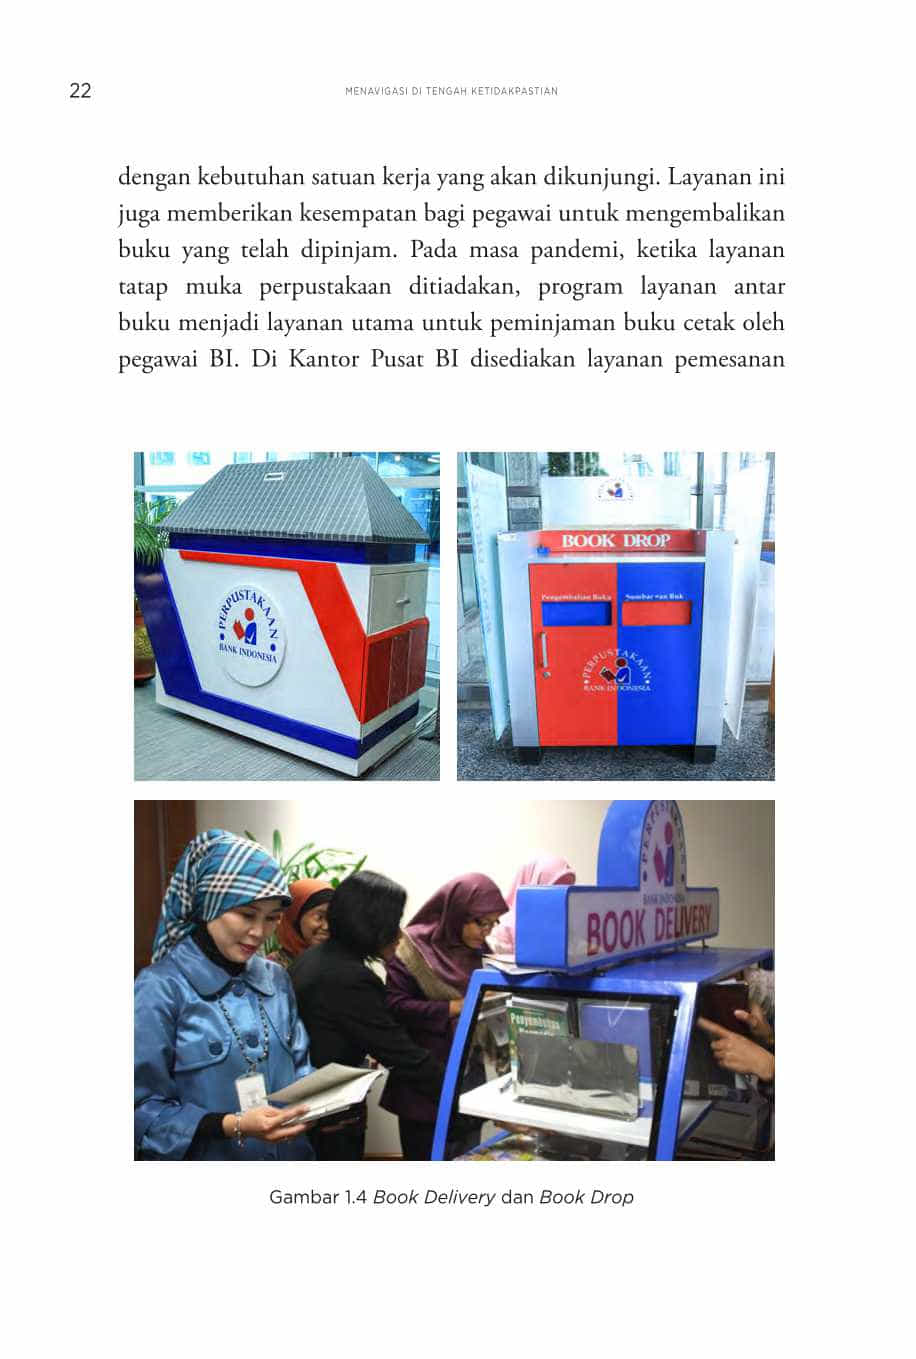 22
MENAVIGASI DI TENGAH KETIDAKPASTIAN
dengan kebutuhan satuan kerja yang akan dikunjungi. Layanan ini
juga memberikan kesempatan bagi pegawai untuk mengembalikan
buku yang telah dipinjam. Pada masa pandemi, ketika layanan
tatap muka perpustakaan ditiadakan, program layanan antar
buku menjadi layanan utama untuk peminjaman buku cetak oleh
pegawai BI. Di Kantor Pusat BI disediakan layanan pemesanan
PERPUSTAKAAN
BANK INDONESIA
BOOK DROP
Pengembalian Buku
PERPUSTAKAAN
BANK INDONESIA
PERPUSTAKAAN
BANK INDONESIA
BOOK DELIVERY
Gambar 1.4 Book Delivery dan Book Drop